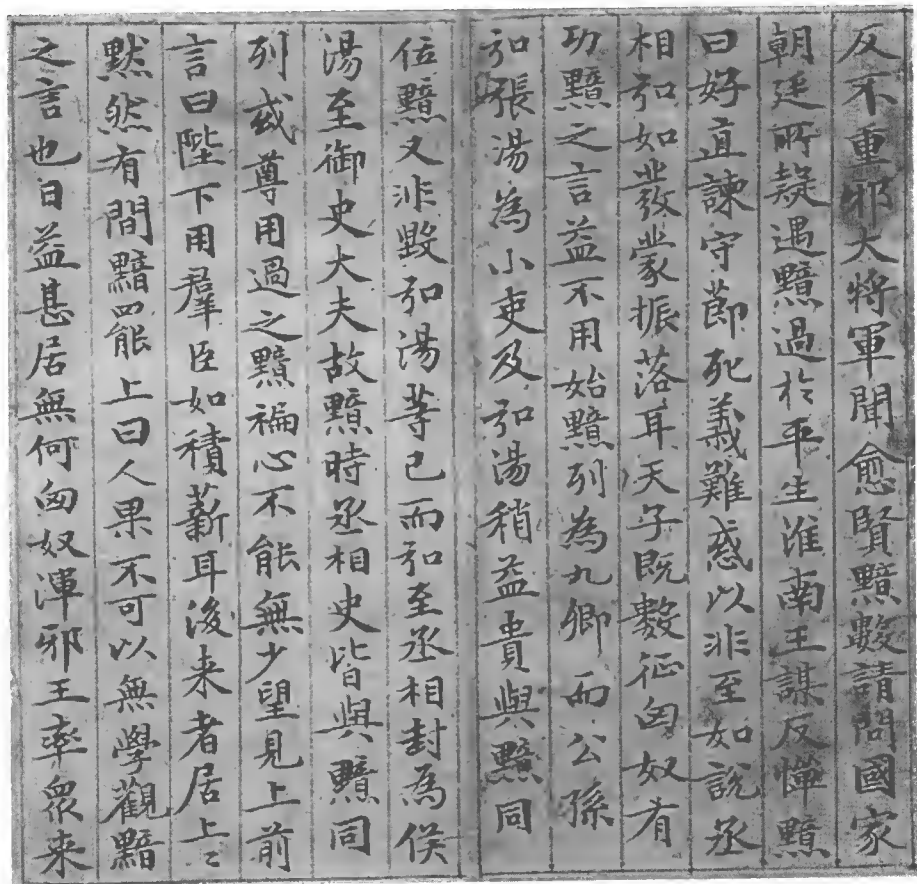 反不重邪大將軍聞愈賢黯數請問國家
朝廷所疑遇黯過於平生淮南王謀反憚黯
曰好直諫守節死義難惑以非至如說丞
相弘如發蒙振落耳天子既數征匈奴有
功黯之言益不用始黯列為九卿而公孫
弘張湯為小吏及弘湯稍益貴與黯同
位黯又非毀弘湯等已而弘至丞相封為侯
湯至御史大夫故黯時丞相史皆與黯同
列或尊用過之黯褊心不能無少望見上前
言曰陛下用羣臣如積薪耳後来者居上〻
黙然有間黯罷上曰人果不可以無學觀黯
之言也日益甚居無何匈奴渾邪王率衆来